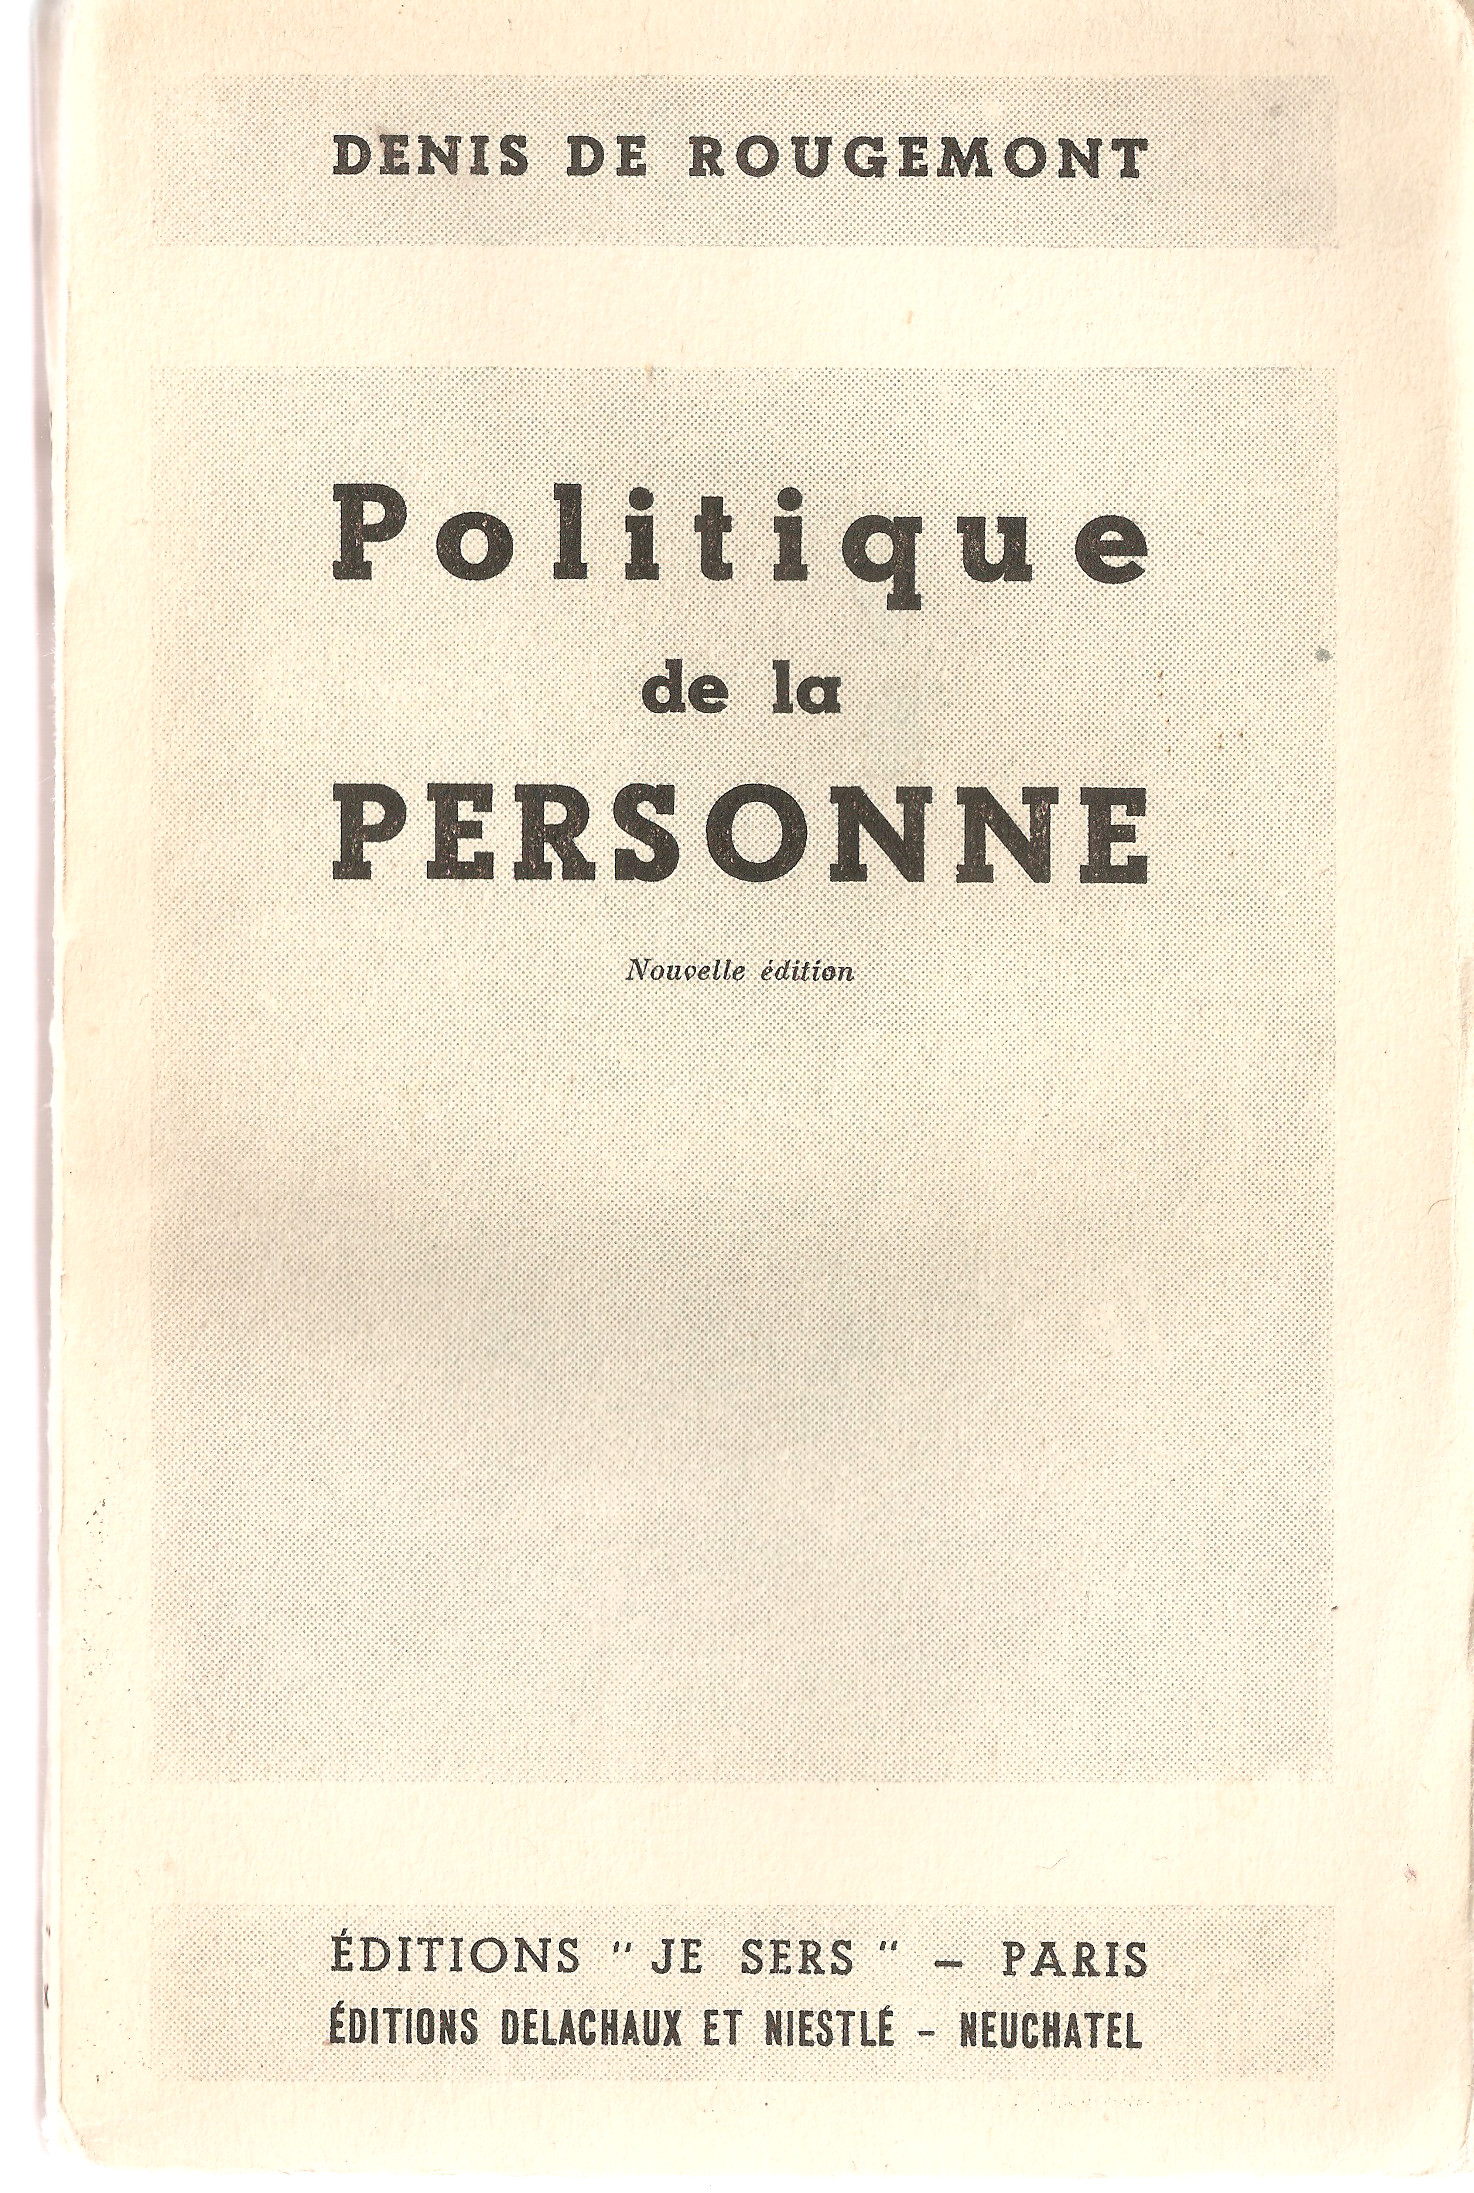 DENIS DE ROUGEMONT
Politique
de la
PERSONNE
Nouvelle édition
ÉDITIONS " JE SERS " – PARIS
ÉDITIONS DELACHAUX ET NIESTLÉ - NEUCHATEL